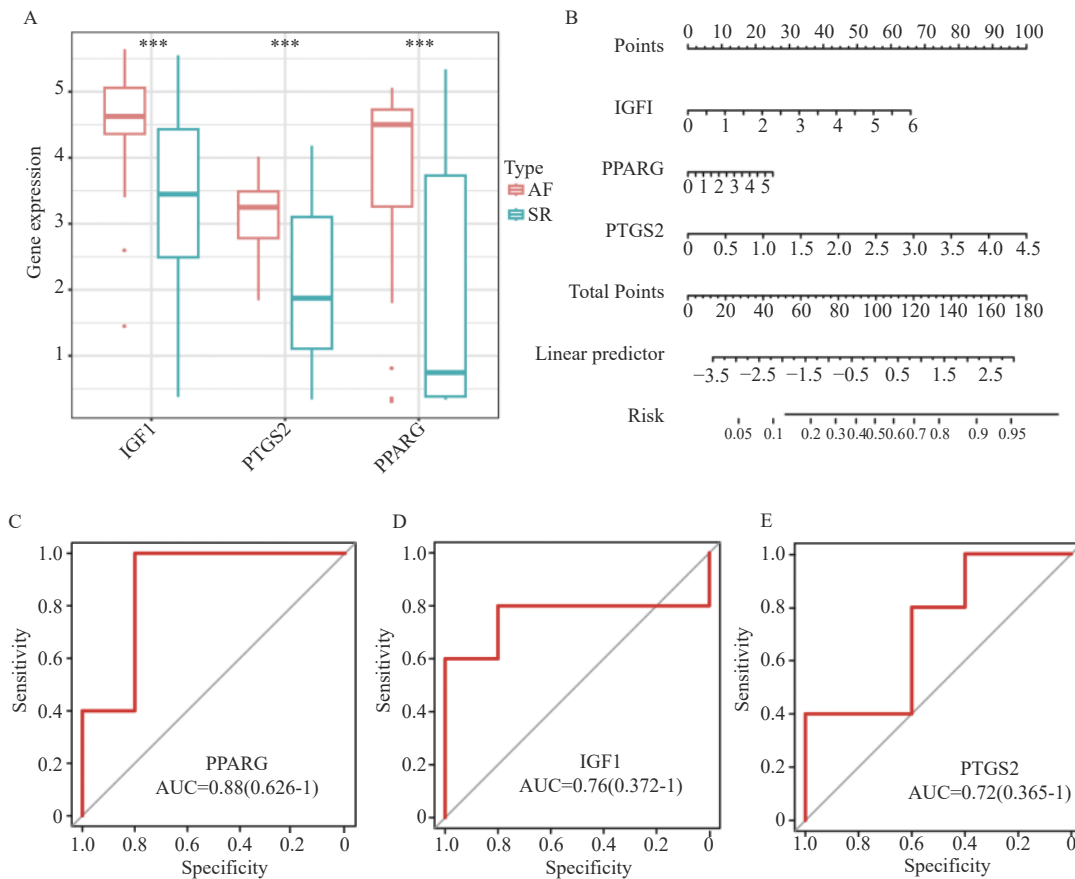 A
***
***
***
5
4
3
2
1
Gene expression
IGF1
PTGS2
PPARG
Type
AF
SR
B
Points
0 10 20 30 40 50 60 70 80 90 100
IGFI
0 1 2 3 4 5 6
PPARG
0 1 2 3 4 5
PTGS2
0 0.5 1.0 1.5 2.0 2.5 3.0 3.5 4.0 4.5
Total Points
0 20 40 60 80 100 120 140 160 180
Linear predictor
−3.5 −2.5 −1.5 −0.5 0.5 1.5 2.5
Risk
0.05 0.1 0.2 0.3 0.4 0.5 0.6 0.7 0.8 0.9 0.95
C
1.0
0.8
0.6
0.4
0.2
0
Sensitivity
PPARG
AUC=0.88(0.626-1)
1.0 0.8 0.6 0.4 0.2 0
Specificity
D
1.0
0.8
0.6
0.4
0.2
0
Sensitivity
IGF1
AUC=0.76(0.372-1)
1.0 0.8 0.6 0.4 0.2 0
Specificity
E
1.0
0.8
0.6
0.4
0.2
0
Sensitivity
PTGS2
AUC=0.72(0.365-1)
1.0 0.8 0.6 0.4 0.2 0
Specificity